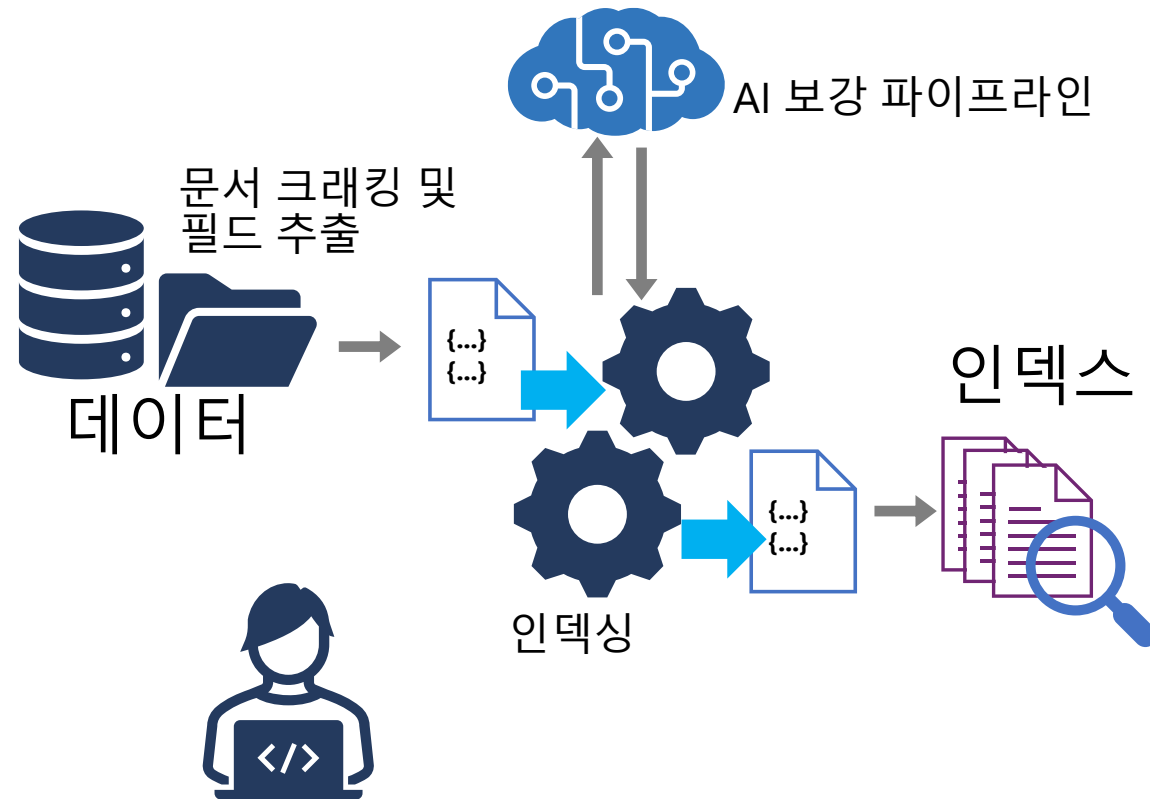 AI 보강 파이프라인
문서 크래킹 및
필드 추출
데이터
{...}
{...}
인덱스
{...}
{...}
인덱싱
</>